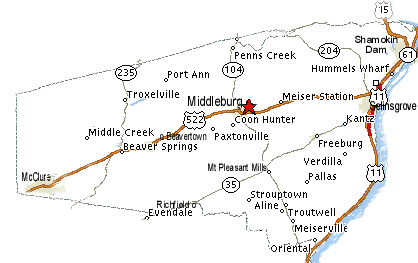 15
Shamokin
Dam
Penns Creek
204
61
104
Hummels Wharf
235
Port Ann
Troxelville
Middleburg
Meiser Station
11
Selinsgrove
522
Coon Hunter
Kantz
Middle Creek
Beavertown
Paxtonville
Beaver Springs
Freeburg
Verdilla
McClure
Mt Pleasant Mills
11
35
Pallas
Strouptown
Richfield
Aline
Troutwell
Evendale
Meiserville
Oriental